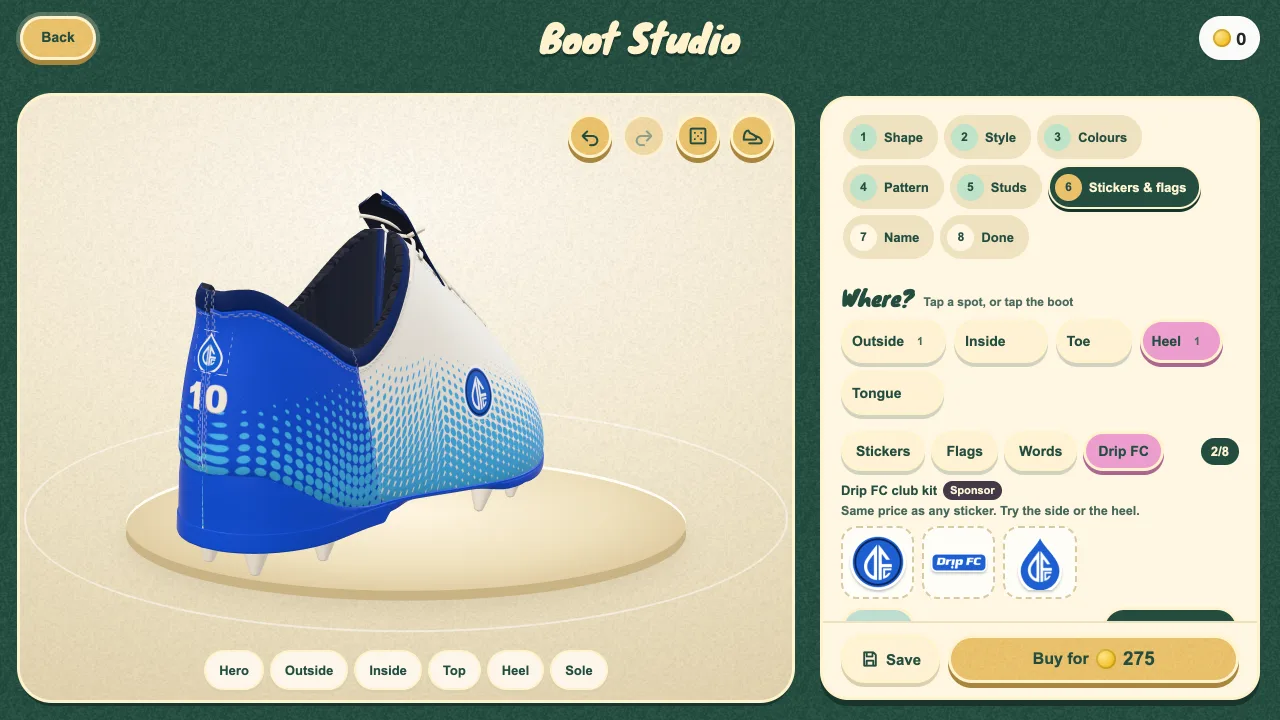 Back
Boot Studio
0
1 Shape
2 Style
3 Colours
4 Pattern
5 Studs
6 Stickers & flags
7 Name
8 Done
Where? Tap a spot, or tap the boot
Outside 1
Inside
Toe
Heel 1
Tongue
Stickers
Flags
Words
Drip FC
2/8
Drip FC club kit Sponsor
Same price as any sticker. Try the side or the heel.
Drip FC
10
Hero
Outside
Inside
Top
Heel
Sole
Save
Buy for 275